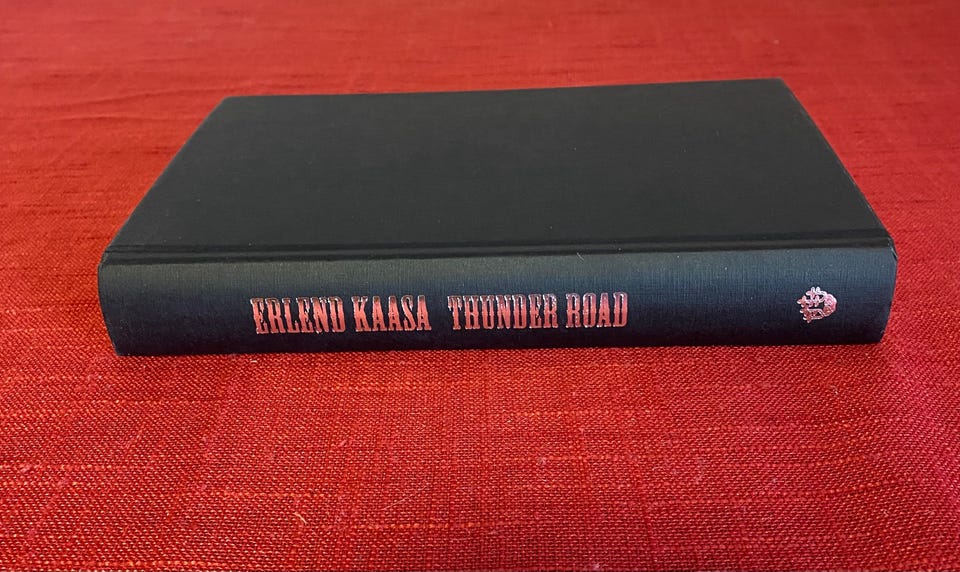 ERLEND KAASA THUNDER ROAD